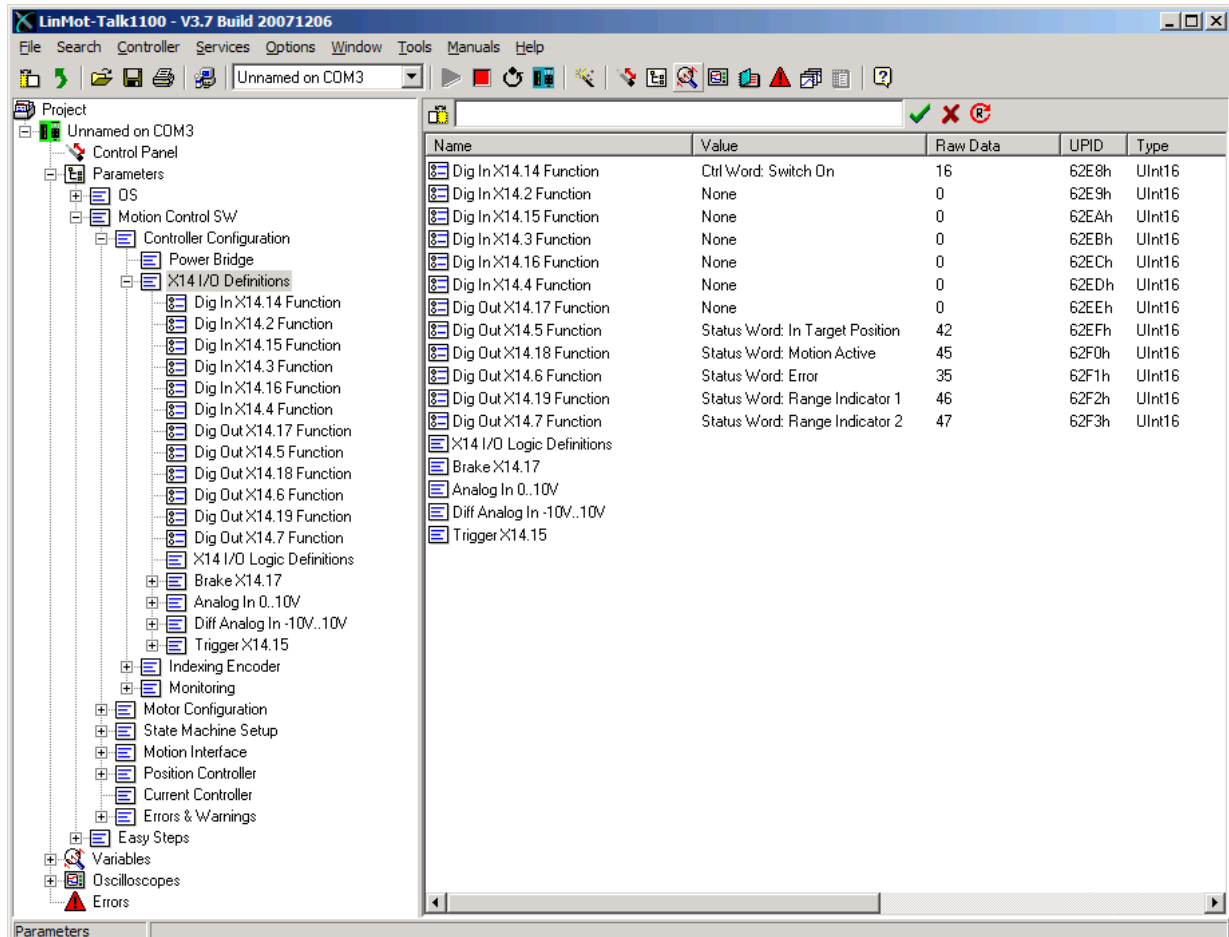 LinMot-Talk1100 - V3.7 Build 20071206
File Search Controller Services Options Window Tools Manuals Help
Unnamed on COM3
Project
Unnamed on COM3
Control Panel
Parameters
OS
Motion Control SW
Controller Configuration
Power Bridge
X14 I/O Definitions
Dig In X14.14 Function
Dig In X14.2 Function
Dig In X14.15 Function
Dig In X14.3 Function
Dig In X14.16 Function
Dig In X14.4 Function
Dig Out X14.17 Function
Dig Out X14.5 Function
Dig Out X14.18 Function
Dig Out X14.6 Function
Dig Out X14.19 Function
Dig Out X14.7 Function
X14 I/O Logic Definitions
Brake X14.17
Analog In 0..10V
Diff Analog In -10V..10V
Trigger X14.15
Indexing Encoder
Monitoring
Motor Configuration
State Machine Setup
Motion Interface
Position Controller
Current Controller
Errors & Warnings
Easy Steps
Variables
Oscilloscopes
Errors
R
Name Value Raw Data UPID Type
Dig In X14.14 Function Ctrl Word: Switch On 16 62E8h UInt16
Dig In X14.2 Function None 0 62E9h UInt16
Dig In X14.15 Function None 0 62EAh UInt16
Dig In X14.3 Function None 0 62EBh UInt16
Dig In X14.16 Function None 0 62ECh UInt16
Dig In X14.4 Function None 0 62EDh UInt16
Dig Out X14.17 Function None 0 62EEh UInt16
Dig Out X14.5 Function Status Word: In Target Position 42 62EFh UInt16
Dig Out X14.18 Function Status Word: Motion Active 45 62F0h UInt16
Dig Out X14.6 Function Status Word: Error 35 62F1h UInt16
Dig Out X14.19 Function Status Word: Range Indicator 1 46 62F2h UInt16
Dig Out X14.7 Function Status Word: Range Indicator 2 47 62F3h UInt16
X14 I/O Logic Definitions
Brake X14.17
Analog In 0..10V
Diff Analog In -10V..10V
Trigger X14.15
Parameters